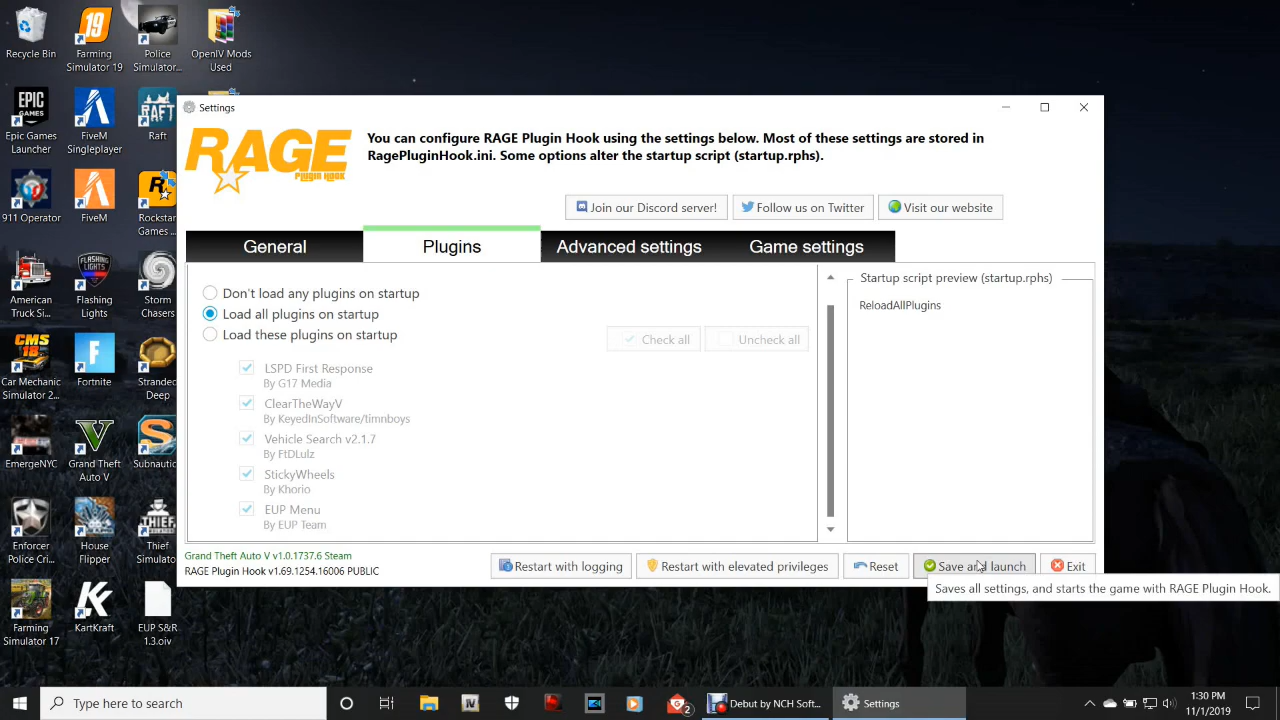 Recycle Bin
Farming
Simulator 19
Police
Simulator...
OpenIV Mods
Used
Epic Games
Launcher
FiveM
Singleplayer
Raft
911 Operator
FiveM
Rockstar
Games ...
American
Truck Si...
Flashing
Lights
Storm
Chasers
Car Mechanic
Simulator 2...
Fortnite
Stranded
Deep
EmergeNYC
Grand Theft
Auto V
Subnautic
Enforcer
Police Cri...
House
Flipper
Thief
Simulator
Farming
Simulator 17
KartKraft
EUP S&R
1.3.oiv
Settings
RAGE
PLUGIN HOOK
You can configure RAGE Plugin Hook using the settings below. Most of these settings are stored in
RagePluginHook.ini. Some options alter the startup script (startup.rphs).
Join our Discord server!
Follow us on Twitter
Visit our website
General
Plugins
Advanced settings
Game settings
Don't load any plugins on startup
Load all plugins on startup
Load these plugins on startup
Check all
Uncheck all
LSPD First Response
By G17 Media
ClearTheWayV
By KeyedInSoftware/timnboys
Vehicle Search v2.1.7
By FtDLulz
StickyWheels
By Khorio
EUP Menu
By EUP Team
Startup script preview (startup.rphs)
ReloadAllPlugins
Grand Theft Auto V v1.0.1737.6 Steam
RAGE Plugin Hook v1.69.1254.16006 PUBLIC
Restart with logging
Restart with elevated privileges
Reset
Save and launch
Exit
Saves all settings, and starts the game with RAGE Plugin Hook.
Type here to search
Debut by NCH Soft...
Settings
1:30 PM
11/1/2019